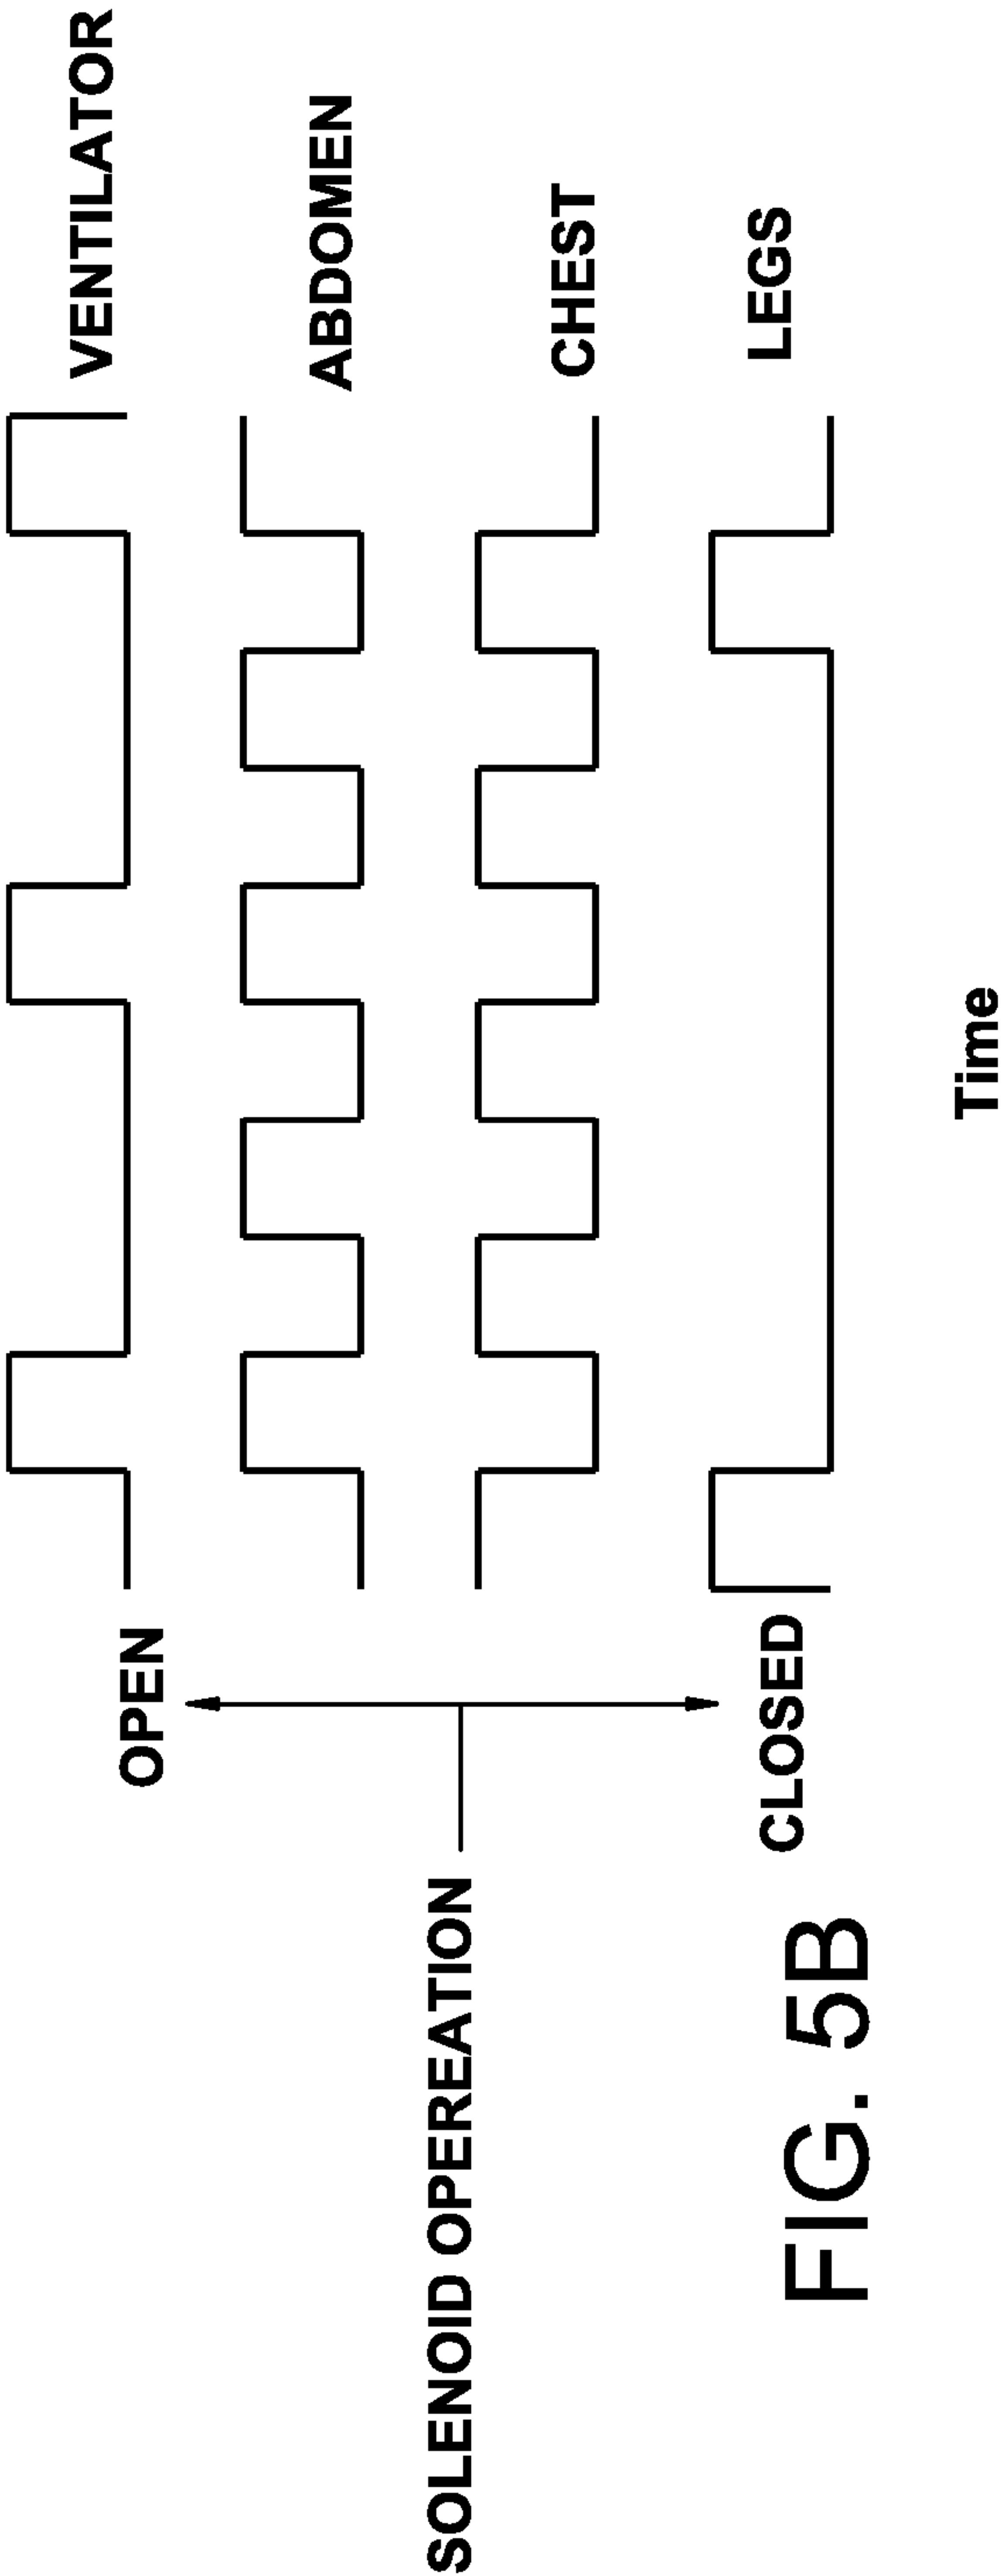 VENTILATOR
OPEN
ABDOMEN
SOLENOID OPEREATION
CHEST
CLOSED
LEGS
Time
FIG. 5B